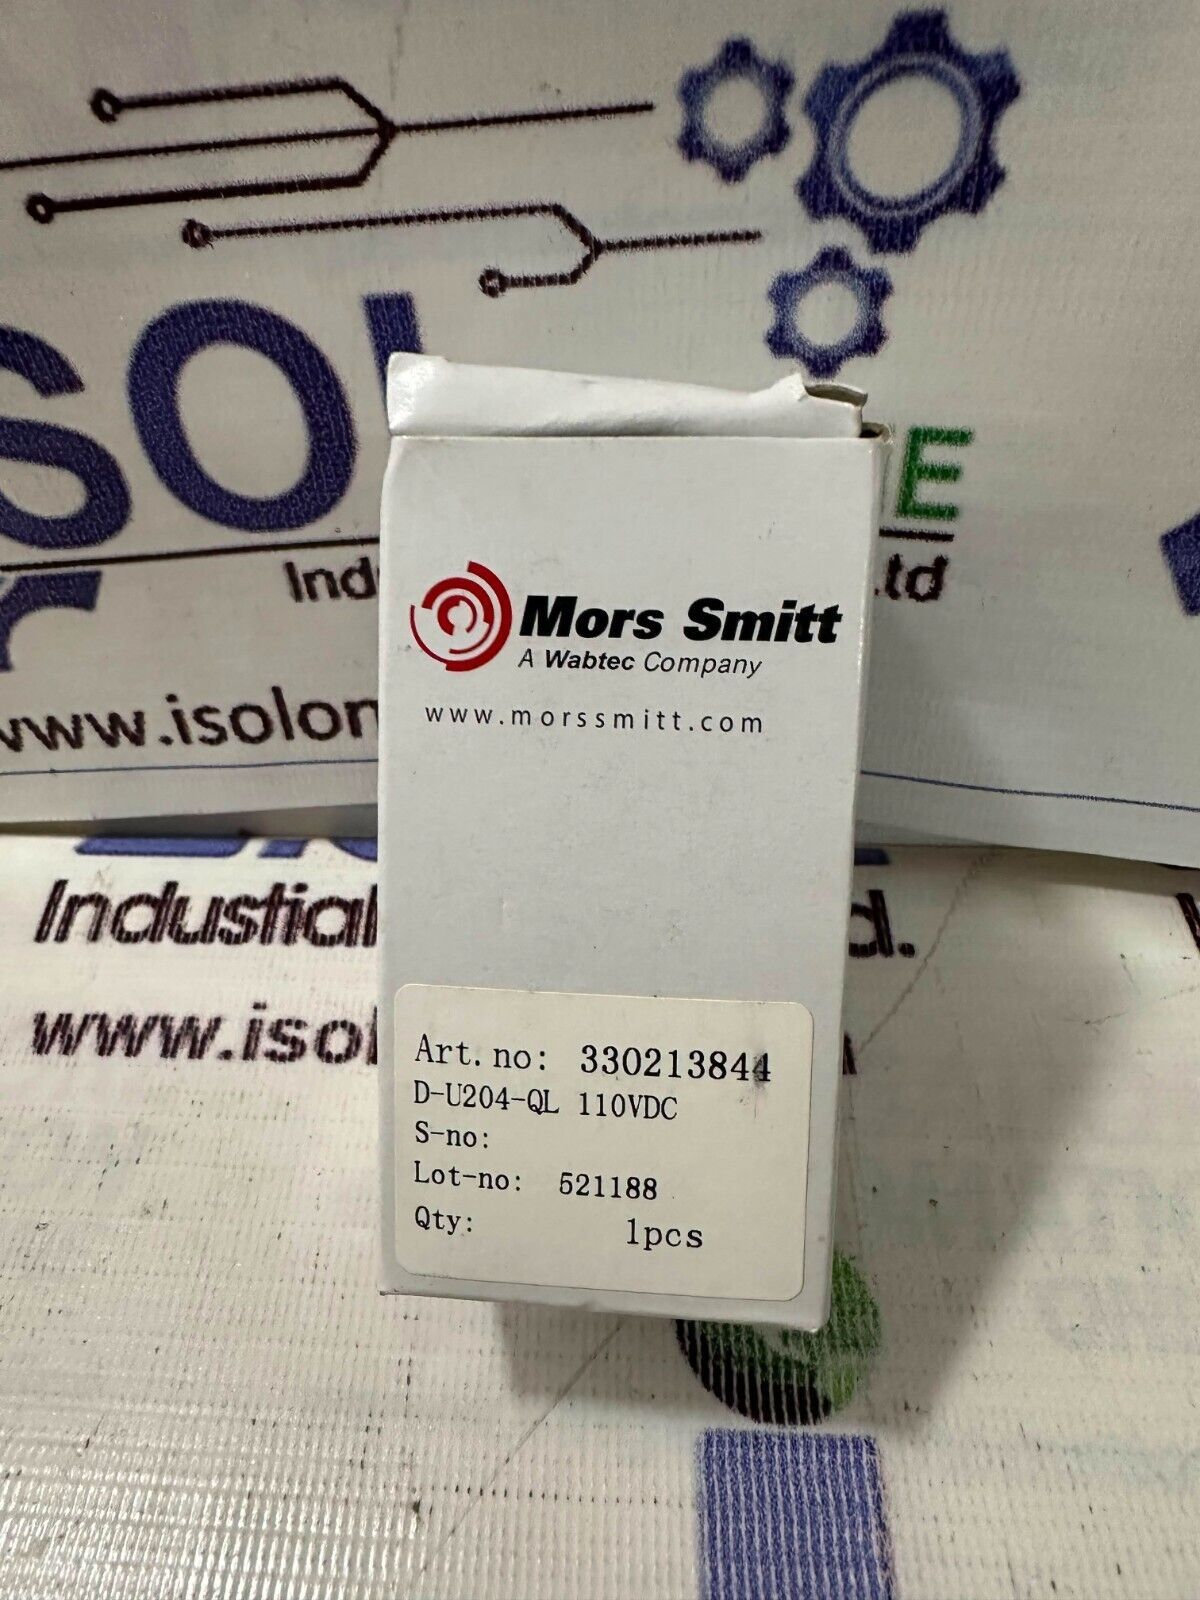 SOL
E
Ind
.td
www.isolon
Mors Smitt
A Wabtec Company
www.morssmitt.com
Industial
d.
www.isol
Art.no: 330213844
D-U204-QL 110VDC
S-no:
Lot-no: 521188
Qty: 1pcs